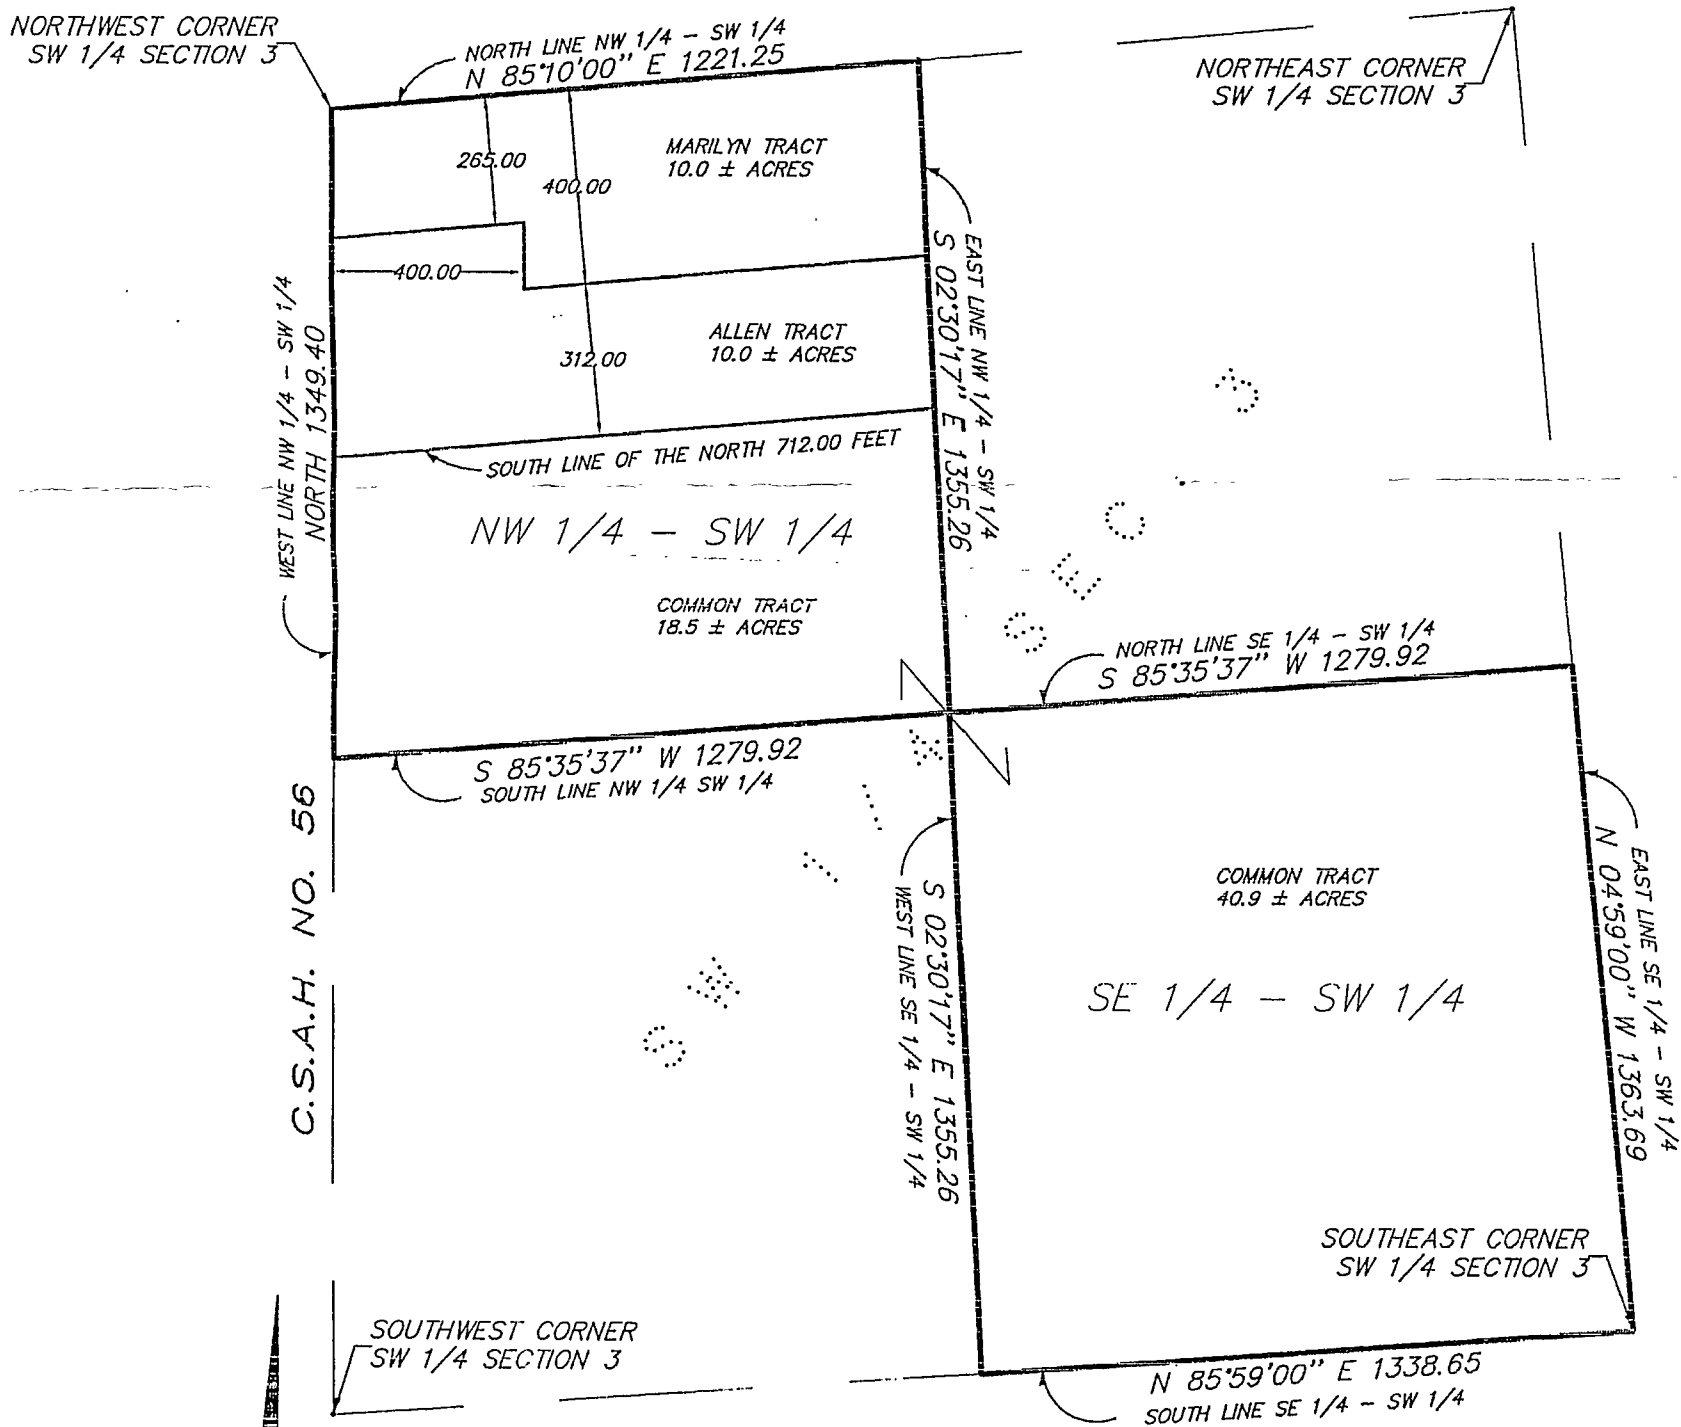 NORTHWEST CORNER
SW 1/4 SECTION 3
NORTH LINE NW 1/4 - SW 1/4
N 85°10'00" E 1221.25
NORTHEAST CORNER
SW 1/4 SECTION 3
265.00
400.00
MARILYN TRACT
10.0 ± ACRES
400.00
ALLEN TRACT
10.0 ± ACRES
312.00
EAST LINE NW 1/4 - SW 1/4
S 02°30'17" E 1355.26
WEST LINE NW 1/4 - SW 1/4
NORTH 1349.40
SOUTH LINE OF THE NORTH 712.00 FEET
NW 1/4 - SW 1/4
COMMON TRACT
18.5 ± ACRES
NORTH LINE SE 1/4 - SW 1/4
S 85°35'37" W 1279.92
S 85°35'37" W 1279.92
SOUTH LINE NW 1/4 SW 1/4
SW 1/4 SEC. 3
C.S.A.H. NO. 56
COMMON TRACT
40.9 ± ACRES
S 02°30'17" E 1355.26
WEST LINE SE 1/4 - SW 1/4
SE 1/4 - SW 1/4
EAST LINE SE 1/4 - SW 1/4
N 04°59'00" W 1363.69
SOUTHEAST CORNER
SW 1/4 SECTION 3
SOUTHWEST CORNER
SW 1/4 SECTION 3
N 85°59'00" E 1338.65
SOUTH LINE SE 1/4 - SW 1/4